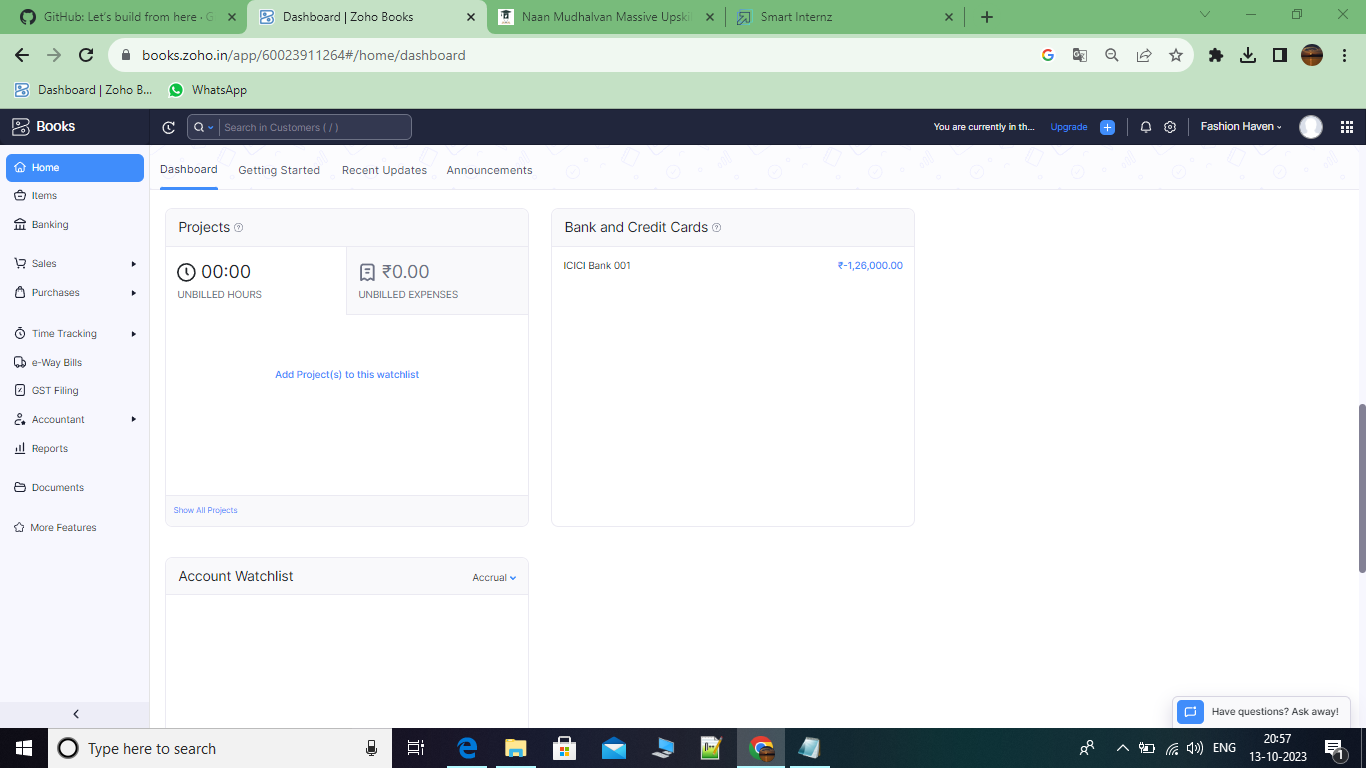 GitHub: Let's build from here · G
Dashboard | Zoho Books
Naan Mudhalvan Massive Upski
Smart Internz
books.zoho.in/app/60023911264#/home/dashboard
Dashboard | Zoho B...
WhatsApp
Books
Search in Customers ( / )
You are currently in th...
Upgrade
Fashion Haven
Home
Items
Banking
Sales
Purchases
Time Tracking
e-Way Bills
GST Filing
Accountant
Reports
Documents
More Features
Dashboard
Getting Started
Recent Updates
Announcements
Projects
00:00
UNBILLED HOURS
₹0.00
UNBILLED EXPENSES
Add Project(s) to this watchlist
Show All Projects
Bank and Credit Cards
ICICI Bank 001
₹-1,26,000.00
Account Watchlist
Accrual
Have questions? Ask away!
Type here to search
ENG
20:57
13-10-2023
1